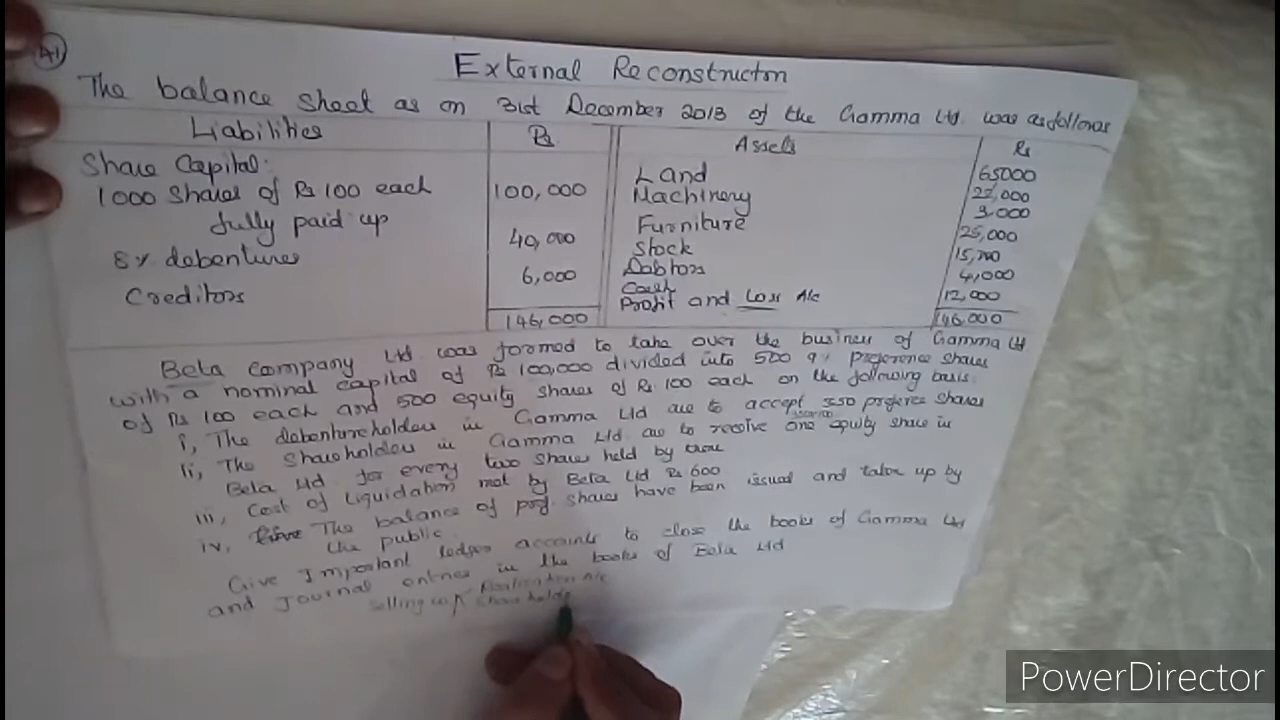 41
External Reconstructon
The balance sheet as on 31st December 2013 of the Gamma Ltd. was as follows
Liabilities Rs Assets Rs
Share Capital: Land 65000
1000 Shares of Rs 100 each 100,000 Machinery 22,000
fully paid up Furniture 3,000
8% debentures 40,000 Stock 25,000
Creditors 6,000 Debtors
Cash 4,000
Profit and Loss A/c 12,000
146,000 146,000
Beta Company Ltd was formed to take over the business of Gamma Ltd
with a nominal capital of Rs 100,000 divided into 500 9% preference shares
of Rs 100 each and 500 equity shares of Rs 100 each on the following basis.
i, The debentureholders in Gamma Ltd are to accept 350 preferece shares
ii, The Shareholders in Gamma Ltd are to receive one equity share in
Beta Ltd for every two shares held by them
iii, Cost of Liquidation met by Beta Ltd Rs 600
iv, The balance of pref. shares have been issued and taken up by
the public.
Give Important ledger accounts to close the books of Gamma Ltd
and Journal entries in the books of Beta Ltd
Selling co Realisation A/c
Share holde
PowerDirector